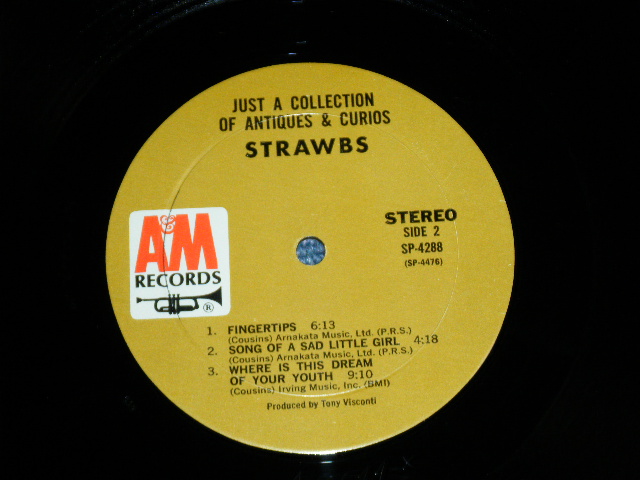 JUST A COLLECTION
OF ANTIQUES & CURIOS
STRAWBS
STEREO
SIDE 2
SP-4288
(SP-4476)
A&M
RECORDS
®
1. FINGERTIPS 6:13
(Cousins) Arnakata Music, Ltd. (P.R.S.)
2. SONG OF A SAD LITTLE GIRL 4:18
(Cousins) Arnakata Music, Ltd. (P.R.S.)
3. WHERE IS THIS DREAM
OF YOUR YOUTH 9:10
(Cousins) Irving Music, Inc. (BMI)
Produced by Tony Visconti